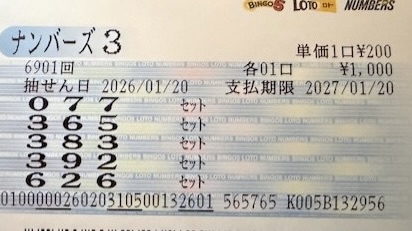 BINGO5 LOTO ロト NUMBERS
ナンバーズ3 単価1口¥200
6901回 各01口 ¥1,000
抽せん日 2026/01/20 支払期限 2027/01/20
077 セット
365 セット
383 セット
392 セット
626 セット
0100000260203105001326​01 565765 K005B132956